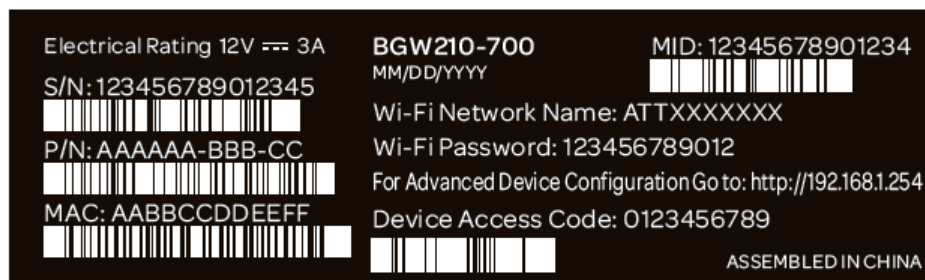 Electrical Rating 12V ⎓ 3A
S/N: 123456789012345
P/N: AAAAAA-BBB-CC
MAC: AABBCCDDEEFF
BGW210-700
MM/DD/YYYY
MID: 12345678901234
Wi-Fi Network Name: ATTXXXXXXX
Wi-Fi Password: 123456789012
For Advanced Device Configuration Go to: http://192.168.1.254
Device Access Code: 0123456789
ASSEMBLED IN CHINA